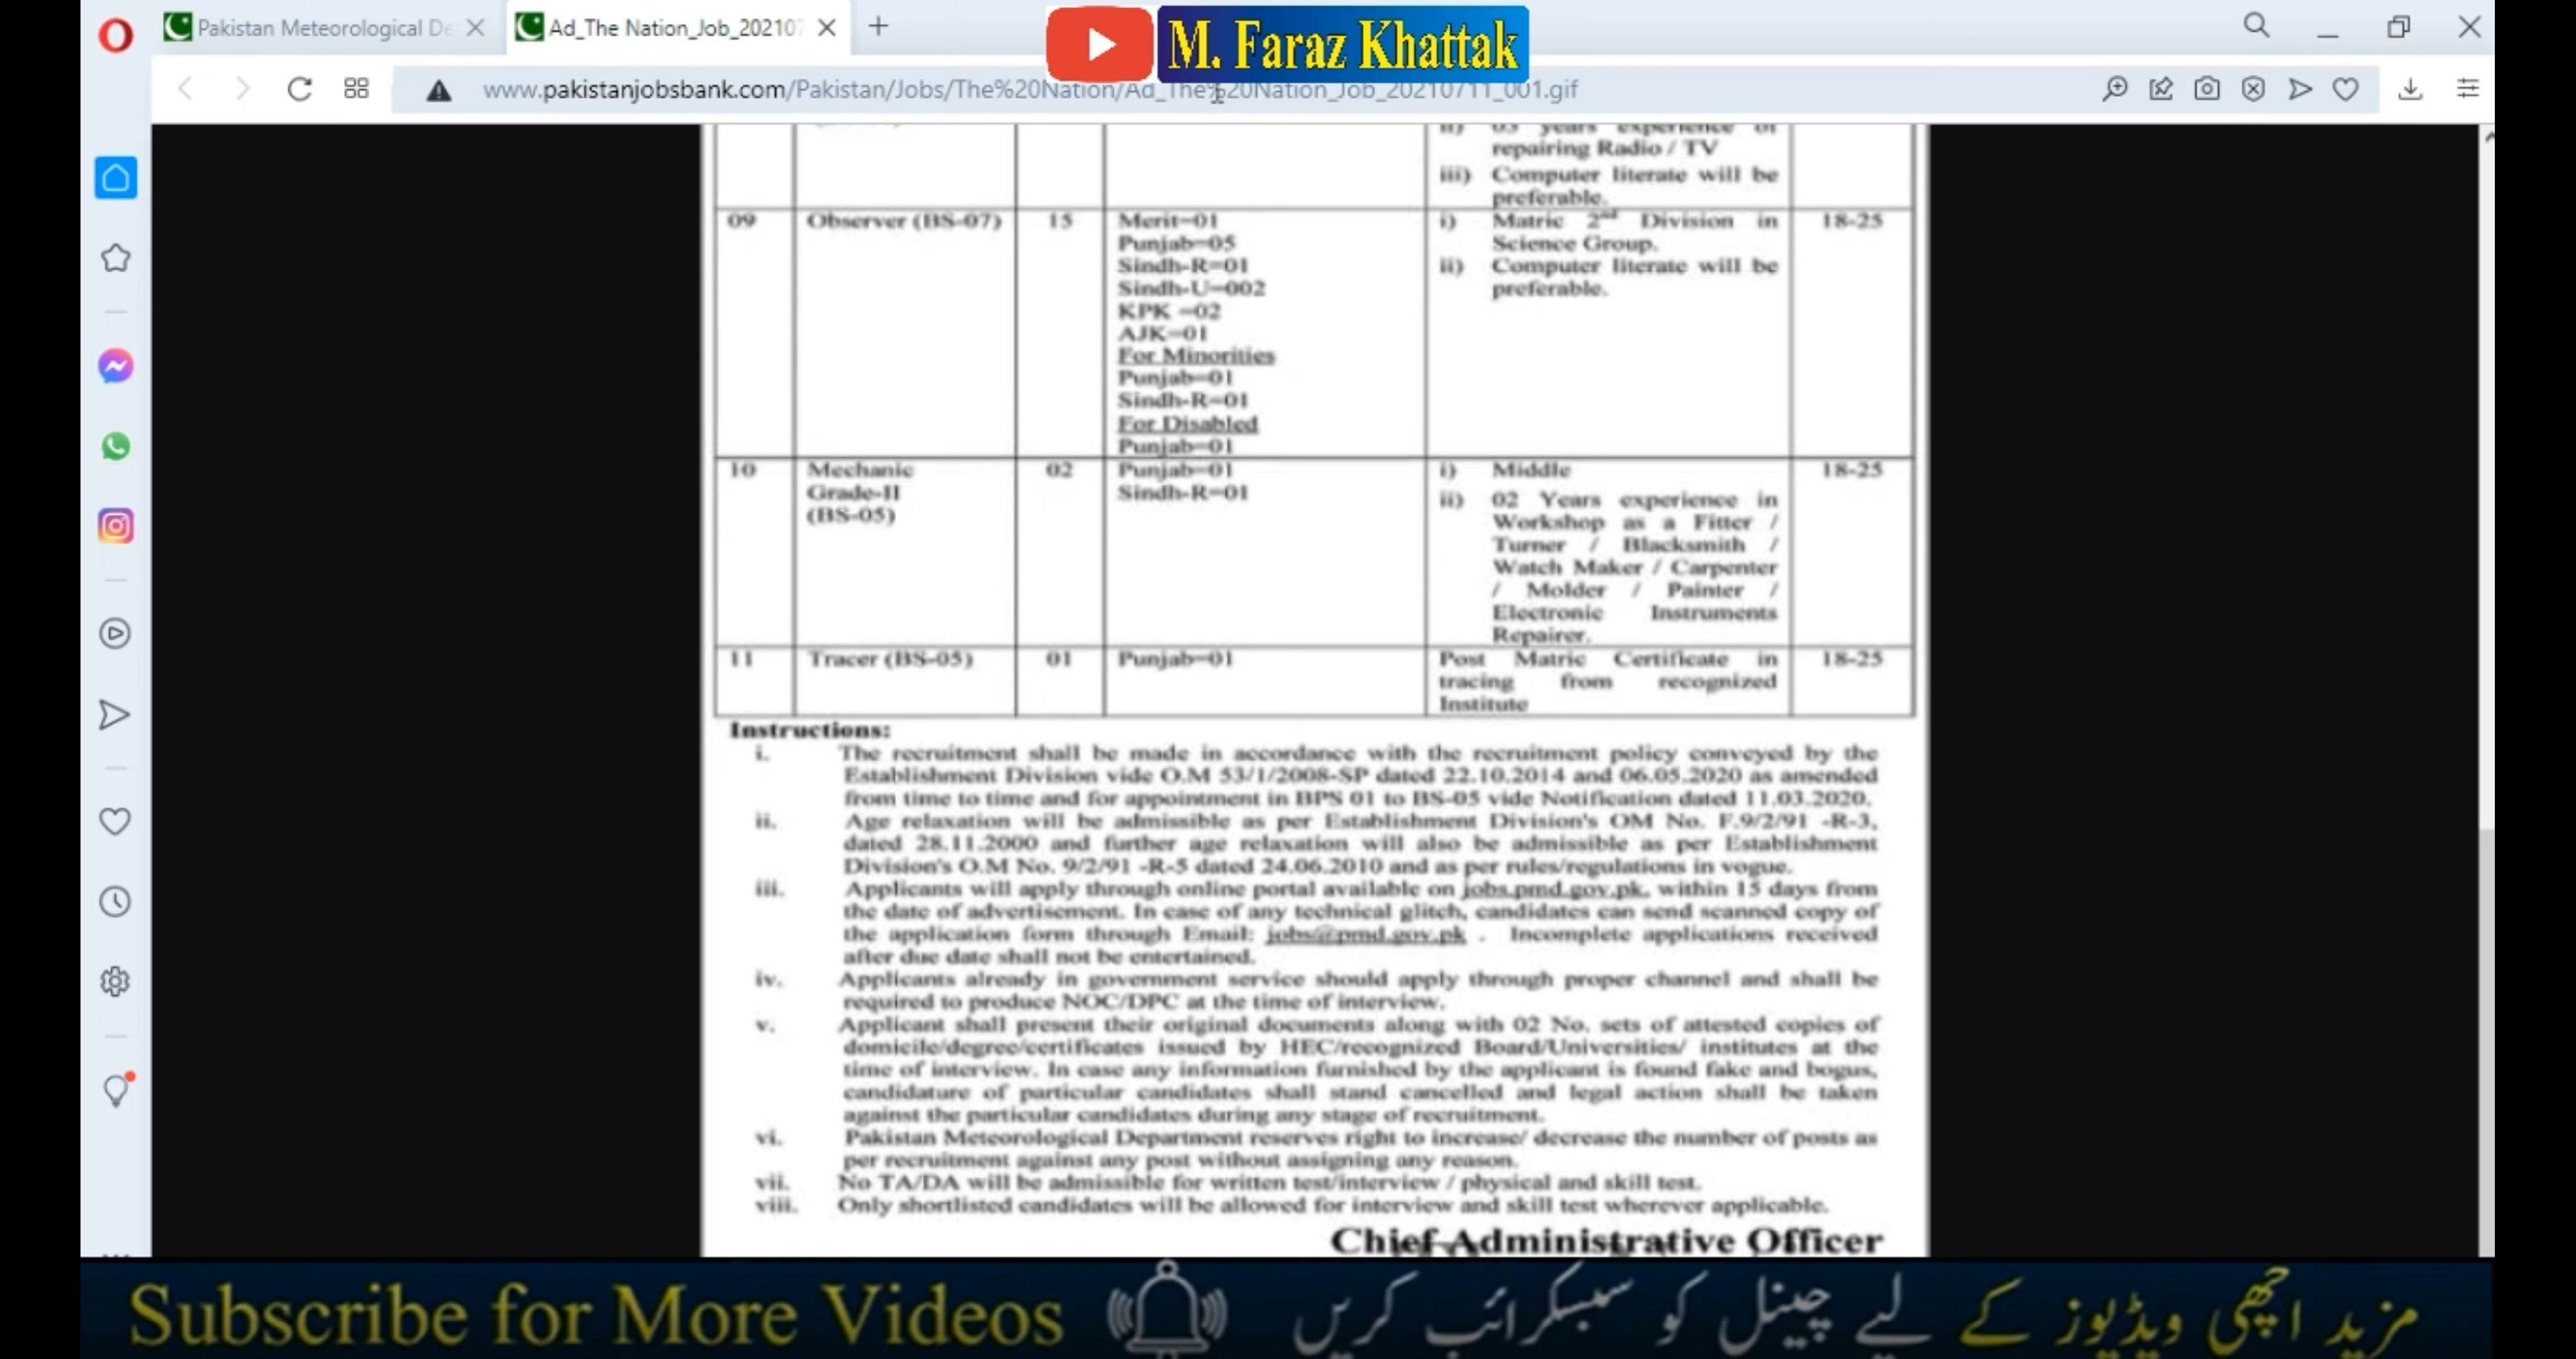 Pakistan Meteorological De
Ad_The Nation_Job_202107
M. Faraz Khattak
www.pakistanjobsbank.com/Pakistan/Jobs/The%20Nation/Ad_The%20Nation_Job_20210711_001.gif
ii) 03 years experience of
repairing Radio / TV
iii) Computer literate will be
preferable.
09 Observer (BS-07) 15 Merit=01 i) Matric 2nd Division in 18-25
Punjab=05 Science Group.
Sindh-R=01 ii) Computer literate will be
Sindh-U=002 preferable.
KPK =02
AJK=01
For Minorities
Punjab=01
Sindh-R=01
For Disabled
Punjab=01
10 Mechanic 02 Punjab=01 i) Middle 18-25
Grade-II Sindh-R=01 ii) 02 Years experience in
(BS-05) Workshop as a Fitter /
Turner / Blacksmith /
Watch Maker / Carpenter
/ Molder / Painter /
Electronic Instruments
Repairer.
11 Tracer (BS-05) 01 Punjab=01 Post Matric Certificate in 18-25
tracing from recognized
Institute
Instructions:
i. The recruitment shall be made in accordance with the recruitment policy conveyed by the
Establishment Division vide O.M 53/1/2008-SP dated 22.10.2014 and 06.05.2020 as amended
from time to time and for appointment in BPS 01 to BS-05 vide Notification dated 11.03.2020.
ii. Age relaxation will be admissible as per Establishment Division's OM No. F.9/2/91 -R-3,
dated 28.11.2000 and further age relaxation will also be admissible as per Establishment
Division's O.M No. 9/2/91 -R-5 dated 24.06.2010 and as per rules/regulations in vogue.
iii. Applicants will apply through online portal available on jobs.pmd.gov.pk, within 15 days from
the date of advertisement. In case of any technical glitch, candidates can send scanned copy of
the application form through Email: jobs@pmd.gov.pk . Incomplete applications received
after due date shall not be entertained.
iv. Applicants already in government service should apply through proper channel and shall be
required to produce NOC/DPC at the time of interview.
v. Applicant shall present their original documents along with 02 No. sets of attested copies of
domicile/degree/certificates issued by HEC/recognized Board/Universities/ institutes at the
time of interview. In case any information furnished by the applicant is found fake and bogus,
candidature of particular candidates shall stand cancelled and legal action shall be taken
against the particular candidates during any stage of recruitment.
vi. Pakistan Meteorological Department reserves right to increase/ decrease the number of posts as
per recruitment against any post without assigning any reason.
vii. No TA/DA will be admissible for written test/interview / physical and skill test.
viii. Only shortlisted candidates will be allowed for interview and skill test wherever applicable.
Chief Administrative Officer
Subscribe for More Videos
مزید اچھی ویڈیوز کے لیے چینل کو سبسکرائب کریں